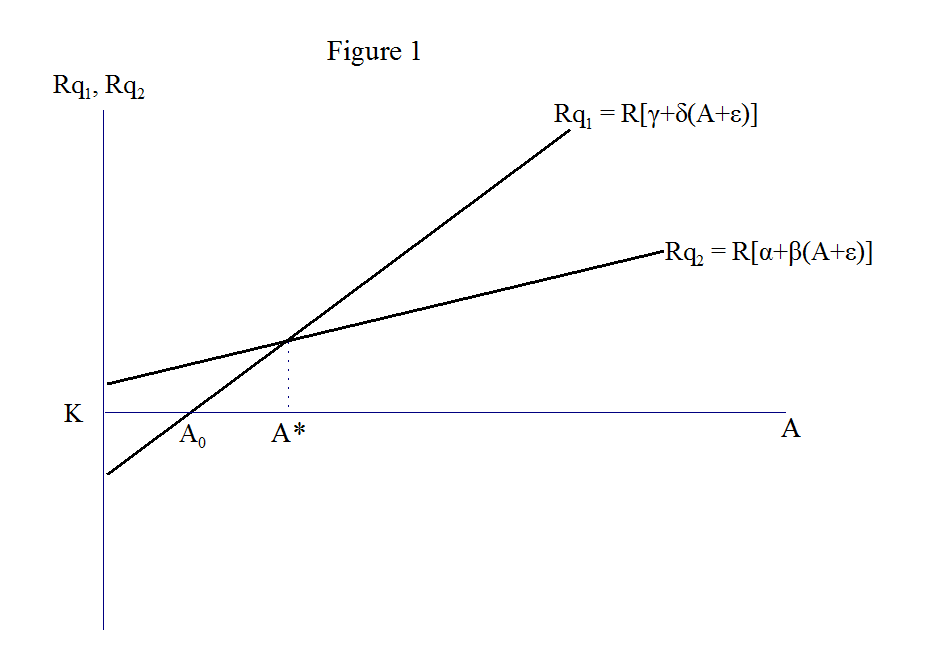 Figure 1
Rq₁, Rq₂
Rq₁ = R[γ+δ(A+ε)]
Rq₂ = R[α+β(A+ε)]
K
A₀
A*
A